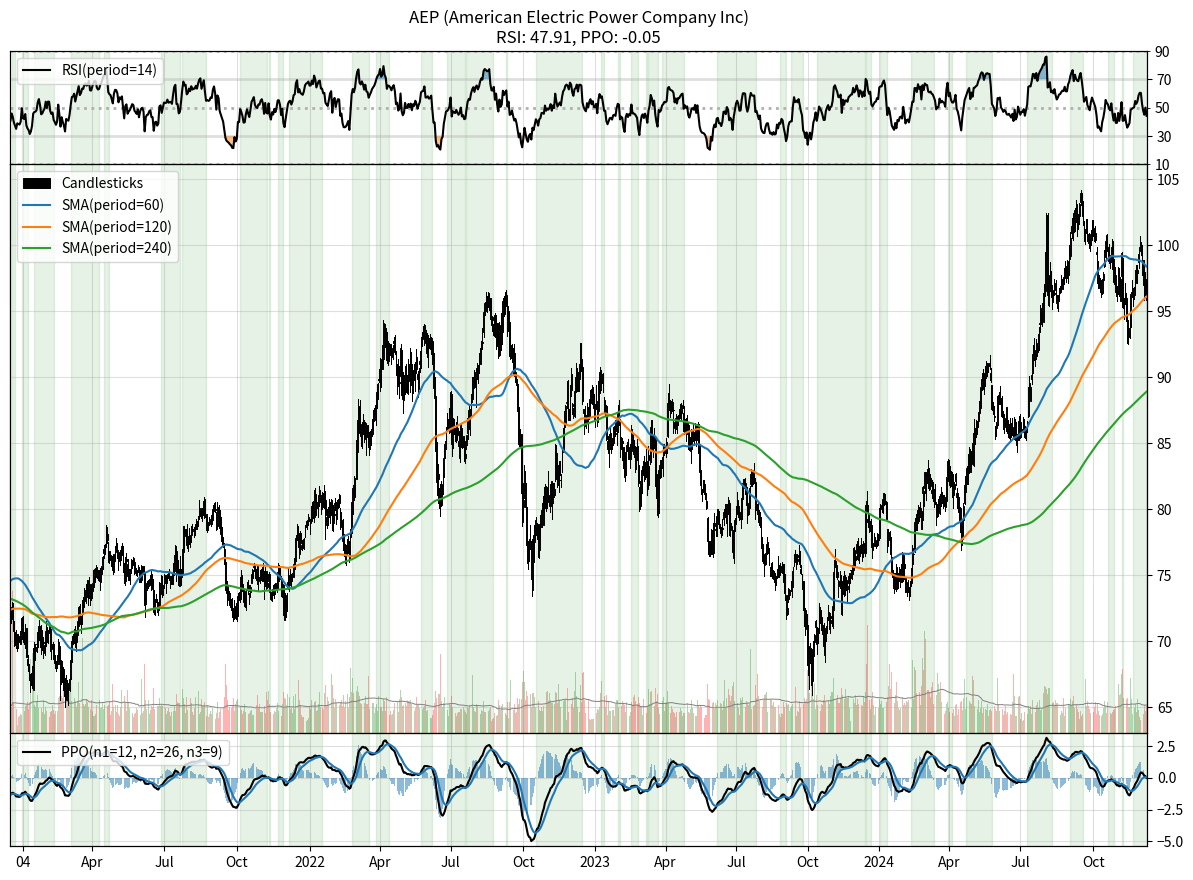 AEP (American Electric Power Company Inc)
RSI: 47.91, PPO: -0.05
RSI(period=14)
90
70
50
30
10
Candlesticks
SMA(period=60)
SMA(period=120)
SMA(period=240)
105
100
95
90
85
80
75
70
65
PPO(n1=12, n2=26, n3=9)
2.5
0.0
−2.5
−5.0
04 Apr Jul Oct 2022 Apr Jul Oct 2023 Apr Jul Oct 2024 Apr Jul Oct